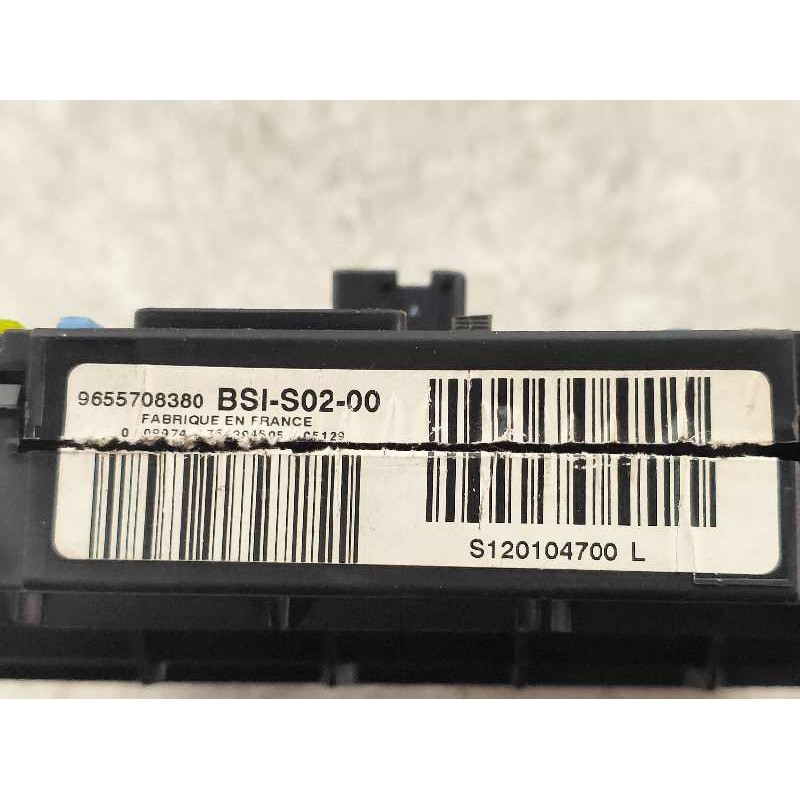 9655708380 BSI-S02-00
FABRIQUE EN FRANCE
S120104700 L